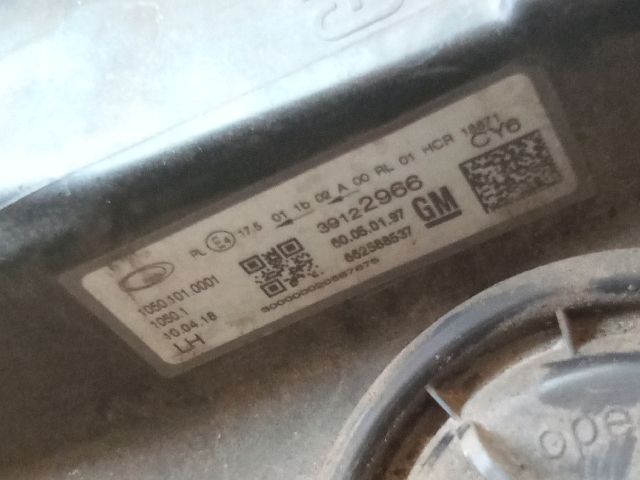 RL E4 17.5 01 1b 02 A 00 RL 01 HCR 18871
39122966 GM CY6
60.05.01.97
662588537
1050.101.0001
1050.1
10.04.18
LH
ope